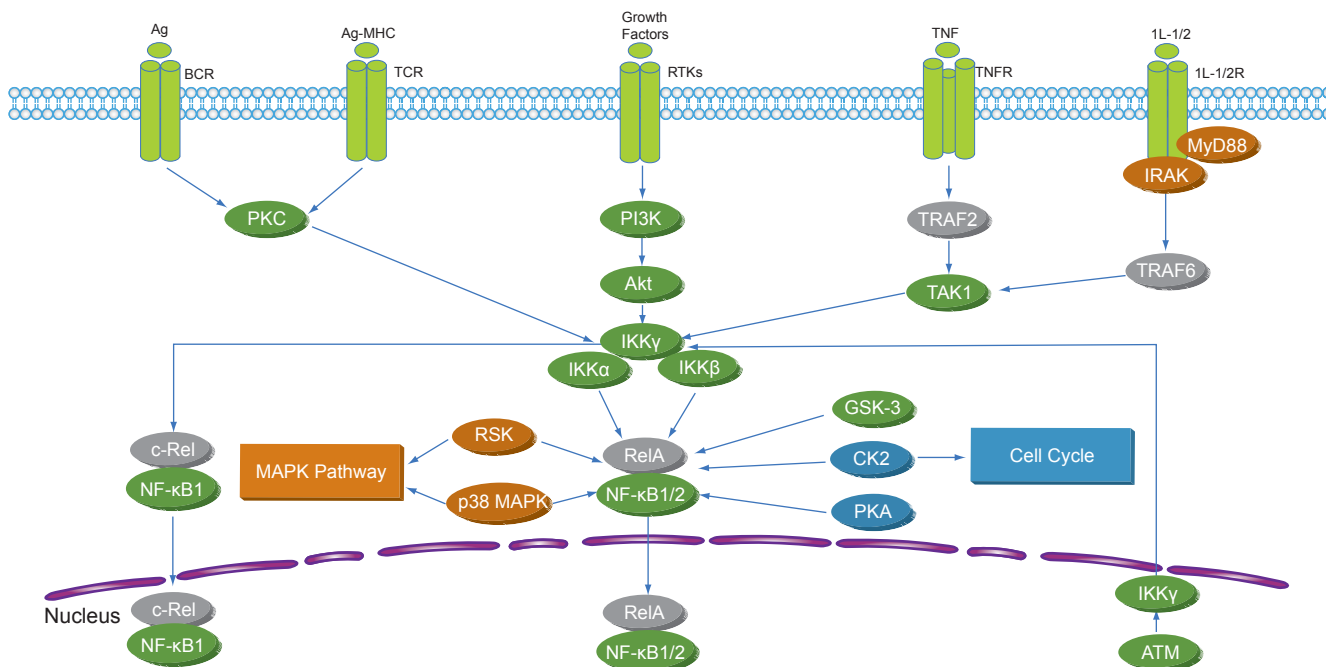 Ag
Ag-MHC
Growth
Factors
TNF
1L-1/2
BCR
TCR
RTKs
TNFR
1L-1/2R
MyD88
IRAK
PKC
PI3K
TRAF2
TRAF6
Akt
TAK1
IKKγ
IKKα
IKKβ
GSK-3
c-Rel
RSK
RelA
CK2
Cell Cycle
MAPK Pathway
NF-κB1
p38 MAPK
NF-κB1/2
PKA
Nucleus
c-Rel
RelA
IKKγ
NF-κB1
NF-κB1/2
ATM